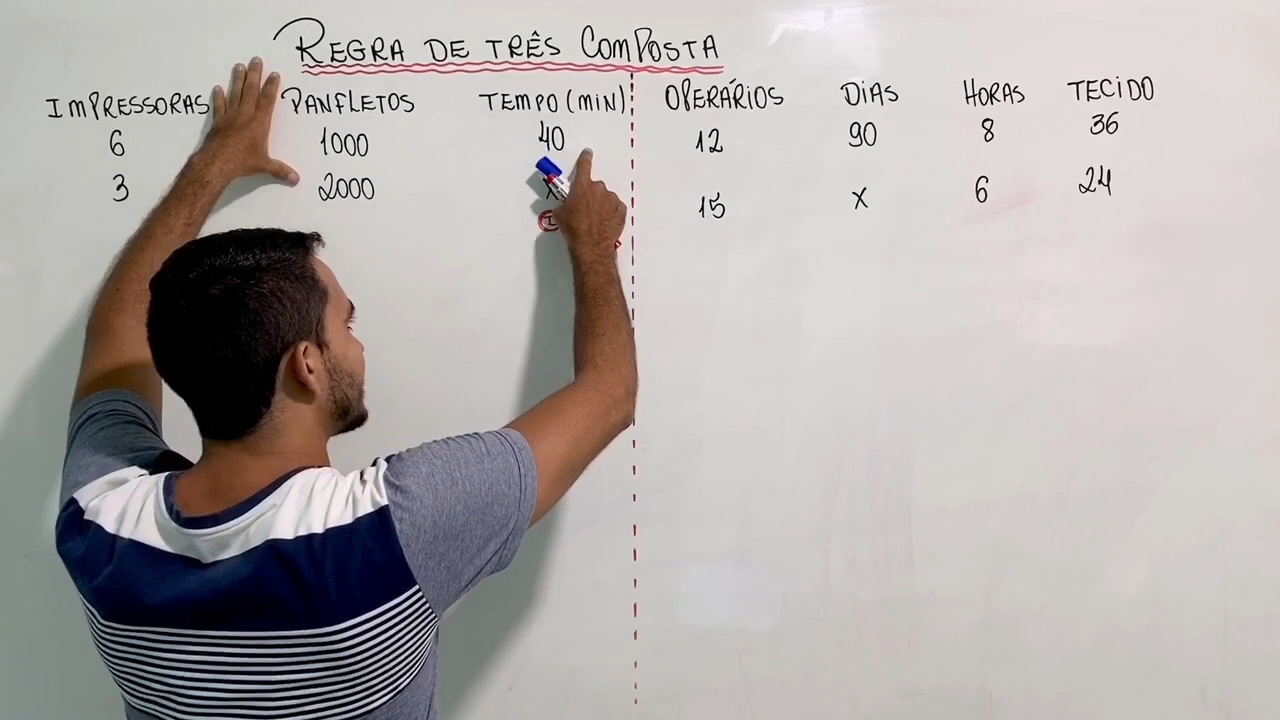 REGRA DE TRÊS COMPOSTA
IMPRESSORAS PANFLETOS TEMPO (MIN)
6 1000 40
3 2000 X
OPERÁRIOS DIAS HORAS TECIDO
12 90 8 36
15 X 6 24